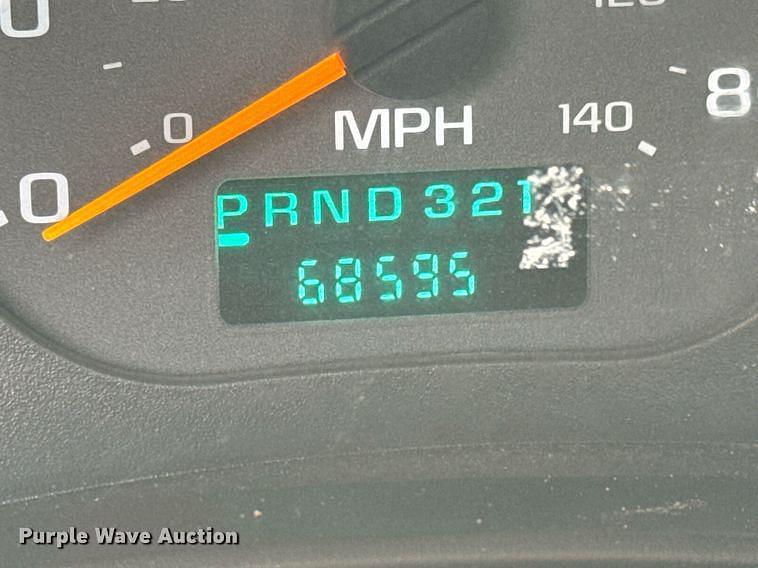 0
MPH
140
PRND321
68595
Purple Wave Auction